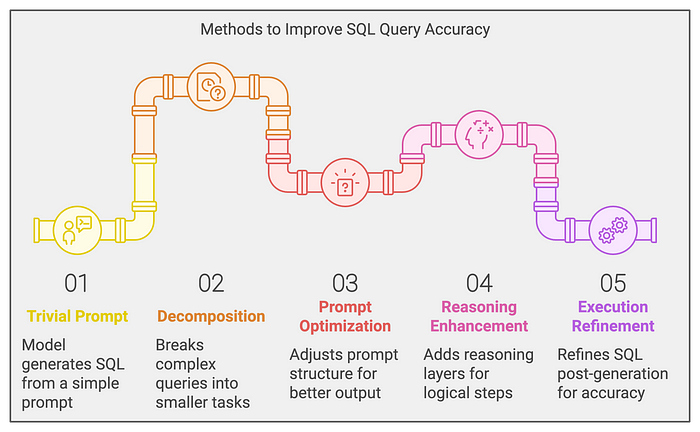 Methods to Improve SQL Query Accuracy
01
Trivial Prompt
Model
generates SQL
from a simple
prompt
02
Decomposition
Breaks
complex
queries into
smaller tasks
03
Prompt
Optimization
Adjusts prompt
structure for
better output
04
Reasoning
Enhancement
Adds reasoning
layers for
logical steps
05
Execution
Refinement
Refines SQL
post-generation
for accuracy